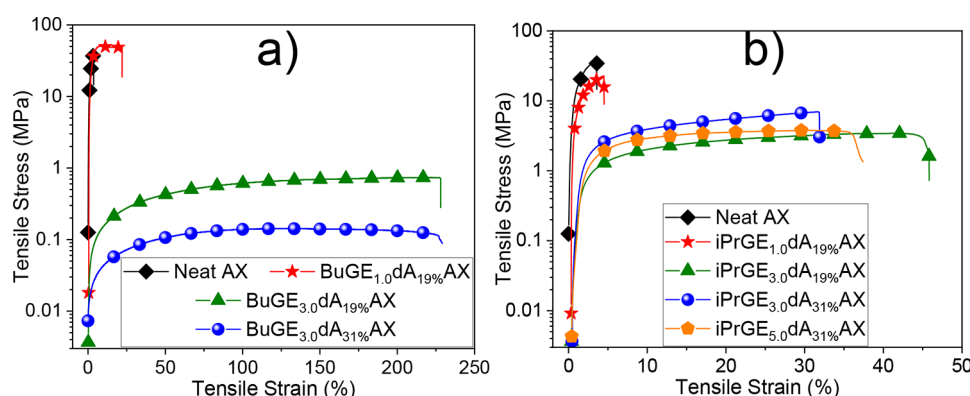 a)
100
10
1
0.1
0.01
Tensile Stress (MPa)
Neat AX
BuGE1.0dA19%AX
BuGE3.0dA19%AX
BuGE3.0dA31%AX
0 50 100 150 200 250
Tensile Strain (%)
b)
100
10
1
0.1
0.01
Tensile Stress (MPa)
Neat AX
iPrGE1.0dA19%AX
iPrGE3.0dA19%AX
iPrGE3.0dA31%AX
iPrGE5.0dA31%AX
0 10 20 30 40 50
Tensile Strain (%)